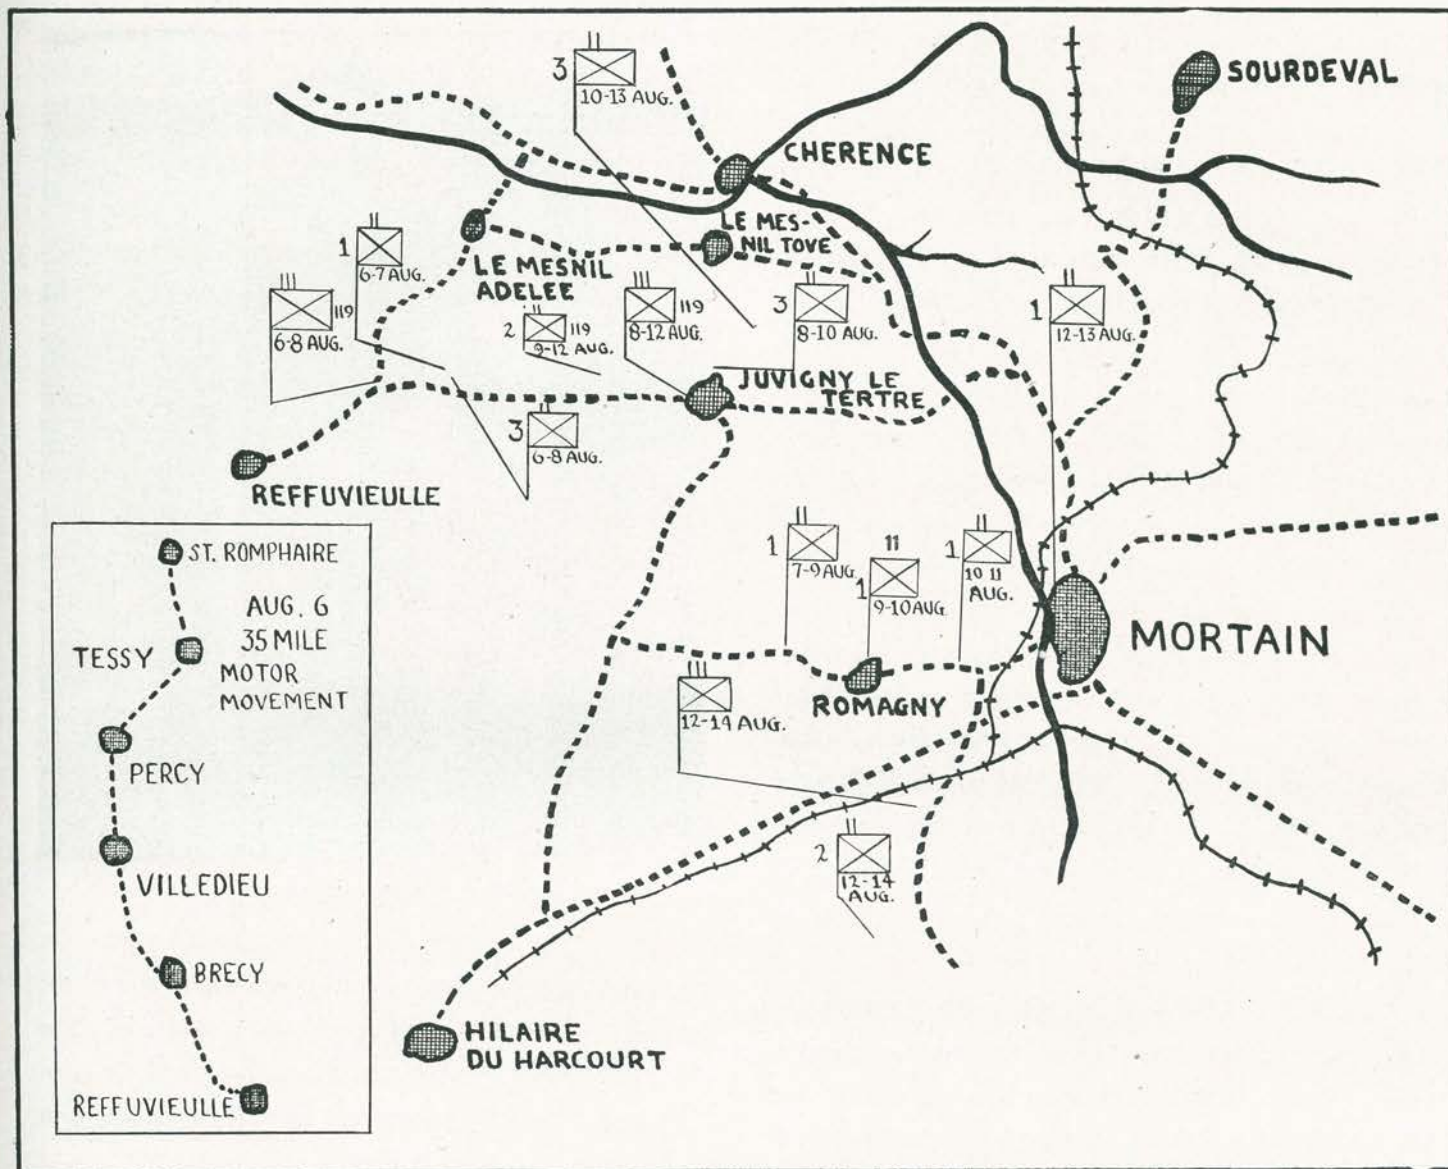 3
10-13 AUG.
SOURDEVAL
CHERENCE
1
6-7 AUG.
LE MES-
NIL TOVE
LE MESNIL
ADELEE
119
6-8 AUG.
2
119
9-12 AUG.
119
8-12 AUG.
3
8-10 AUG.
1
12-13 AUG.
JUVIGNY LE
TERTRE
3
6-8 AUG.
REFFUVIEULLE
1
7-9 AUG.
1
9-10 AUG.
1
10 11
AUG.
MORTAIN
ROMAGNY
12-14 AUG.
2
12-14
AUG.
HILAIRE
DU HARCOURT
ST. ROMPHAIRE
AUG. 6
35 MILE
MOTOR
MOVEMENT
TESSY
PERCY
VILLEDIEU
BRECY
REFFUVIEULLE